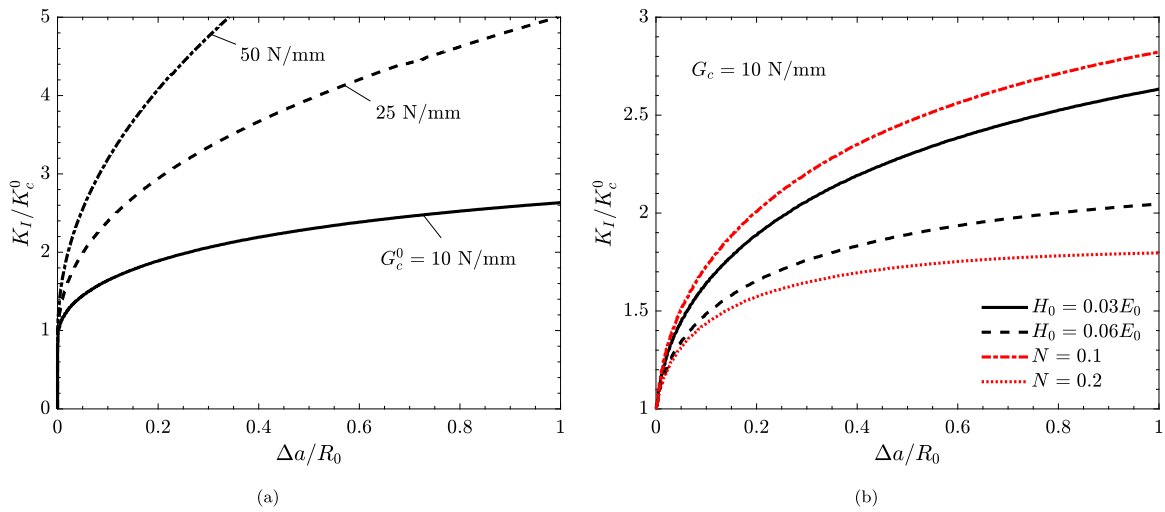 5
4
3
2
1
0
0
0.2
0.4
0.6
0.8
1
K_I/K_c^0
Δa/R_0
50 N/mm
25 N/mm
G_c^0 = 10 N/mm
(a)
3
2.5
2
1.5
1
0
0.2
0.4
0.6
0.8
1
K_I/K_c^0
Δa/R_0
G_c = 10 N/mm
H_0 = 0.03E_0
H_0 = 0.06E_0
N = 0.1
N = 0.2
(b)